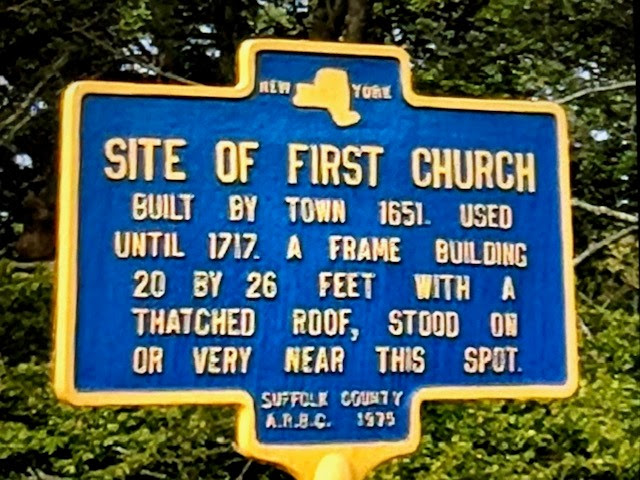 NEW YORK
SITE OF FIRST CHURCH
BUILT BY TOWN 1651. USED
UNTIL 1717. A FRAME BUILDING
20 BY 26 FEET WITH A
THATCHED ROOF, STOOD ON
OR VERY NEAR THIS SPOT.
SUFFOLK COUNTY
A.R.B.C. 1975